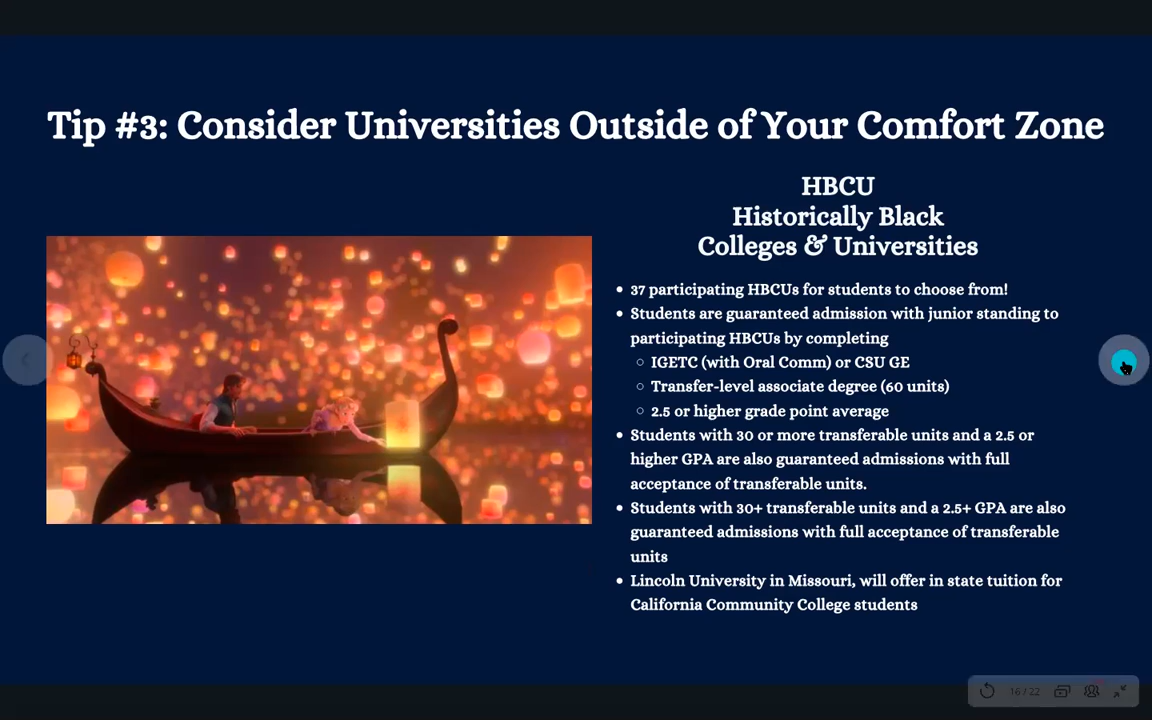 Tip #3: Consider Universities Outside of Your Comfort Zone
HBCU
Historically Black
Colleges & Universities
• 37 participating HBCUs for students to choose from!
• Students are guaranteed admission with junior standing to
participating HBCUs by completing
○ IGETC (with Oral Comm) or CSU GE
○ Transfer-level associate degree (60 units)
○ 2.5 or higher grade point average
• Students with 30 or more transferable units and a 2.5 or
higher GPA are also guaranteed admissions with full
acceptance of transferable units.
• Students with 30+ transferable units and a 2.5+ GPA are also
guaranteed admissions with full acceptance of transferable
units
• Lincoln University in Missouri, will offer in state tuition for
California Community College students
16 / 22